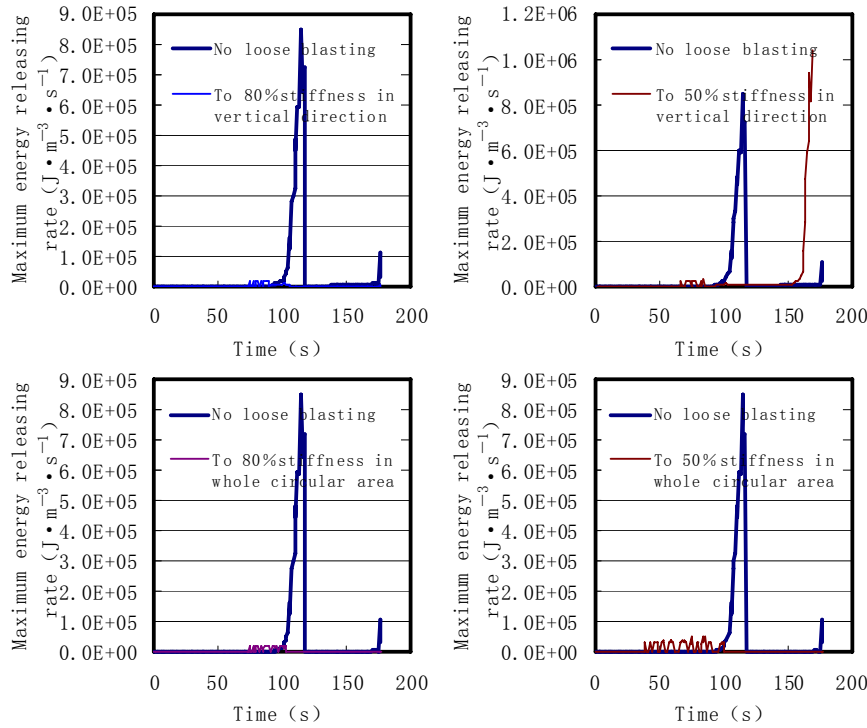 Maximum energy releasing
rate (J·m⁻³·s⁻¹)
9.0E+05
8.0E+05
7.0E+05
6.0E+05
5.0E+05
4.0E+05
3.0E+05
2.0E+05
1.0E+05
0.0E+00
No loose blasting
To 80%stiffness in
vertical direction
0 50 100 150 200
Time (s)
Maximum energy releasing
rate (J·m⁻³·s⁻¹)
1.2E+06
1.0E+06
8.0E+05
6.0E+05
4.0E+05
2.0E+05
0.0E+00
No loose blasting
To 50%stiffness in
vertical direction
0 50 100 150 200
Time (s)
Maximum energy releasing
rate (J·m⁻³·s⁻¹)
9.0E+05
8.0E+05
7.0E+05
6.0E+05
5.0E+05
4.0E+05
3.0E+05
2.0E+05
1.0E+05
0.0E+00
No loose blasting
To 80%stiffness in
whole circular area
0 50 100 150 200
Time (s)
Maximum energy releasing
rate (J·m⁻³·s⁻¹)
9.0E+05
8.0E+05
7.0E+05
6.0E+05
5.0E+05
4.0E+05
3.0E+05
2.0E+05
1.0E+05
0.0E+00
No loose blasting
To 50%stiffness in
whole circular area
0 50 100 150 200
Time (s)